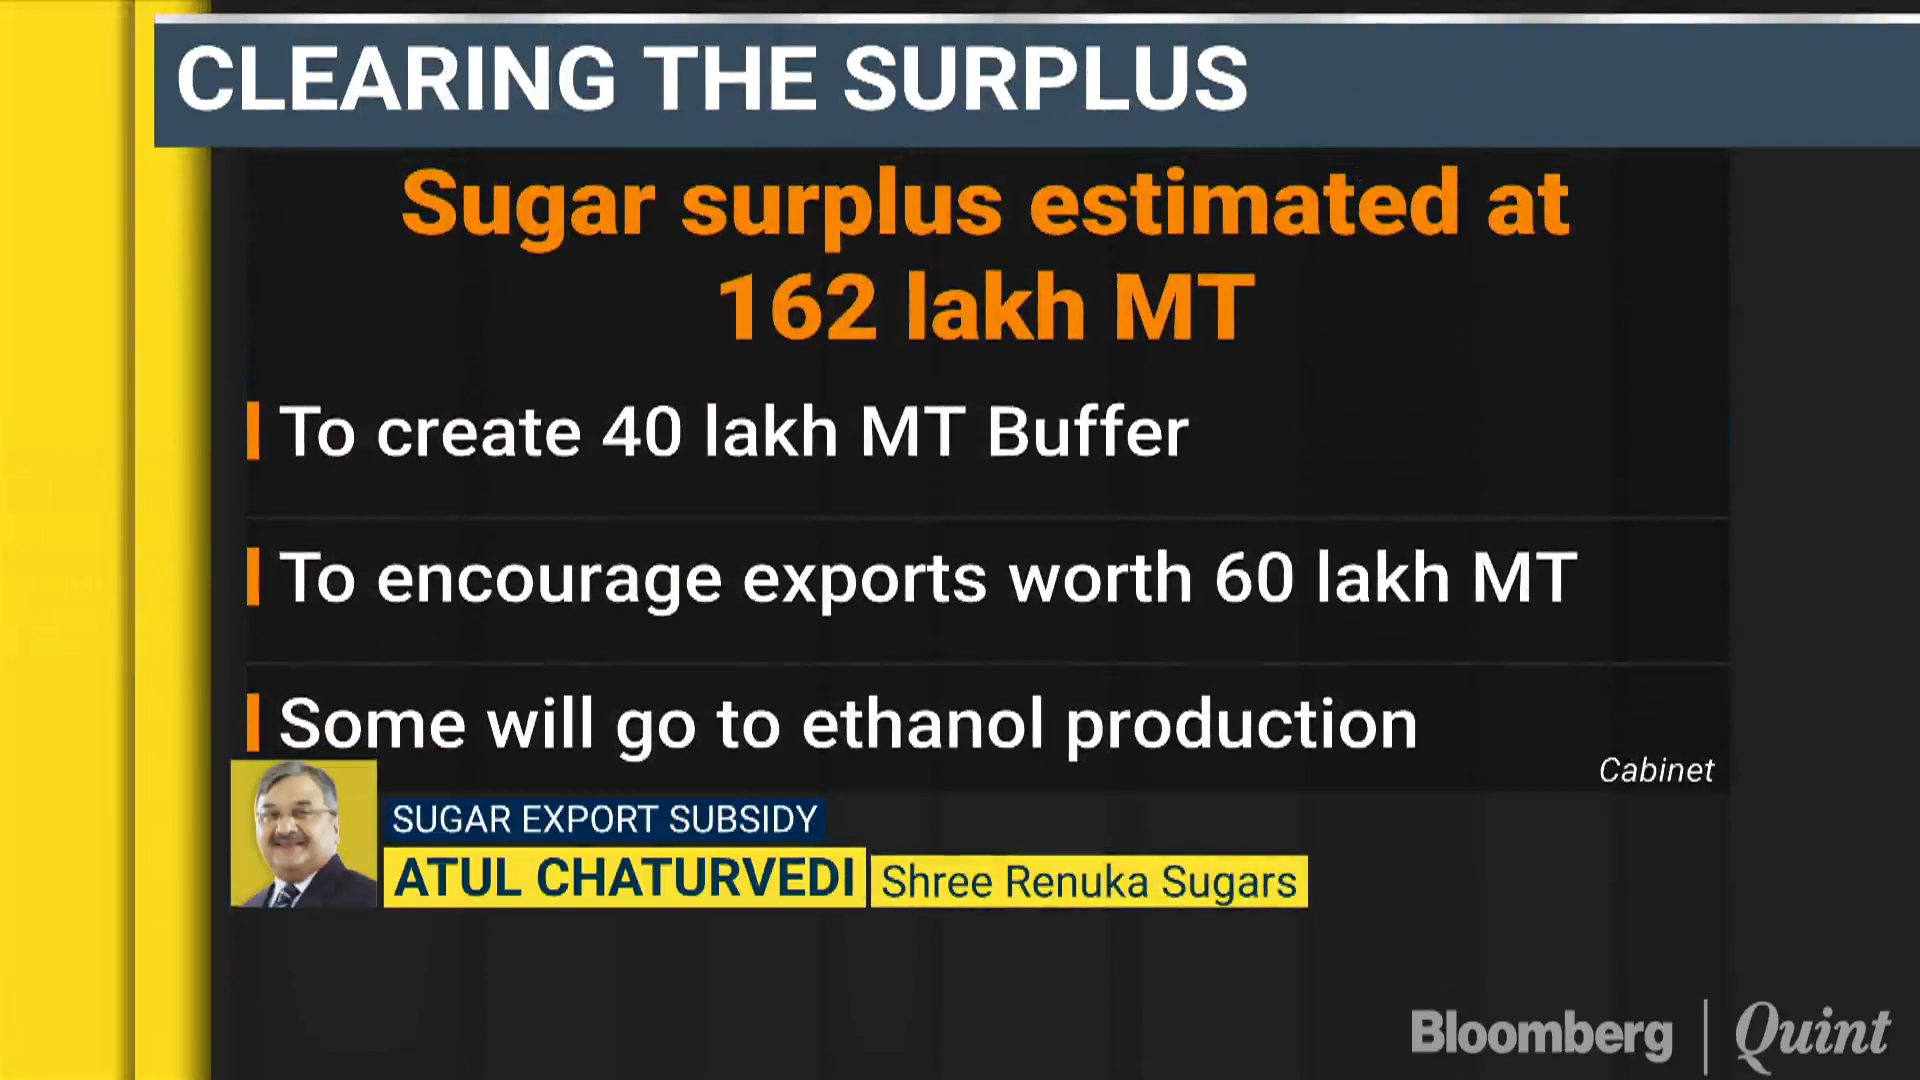 CLEARING THE SURPLUS
Sugar surplus estimated at
162 lakh MT
To create 40 lakh MT Buffer
To encourage exports worth 60 lakh MT
Some will go to ethanol production
Cabinet
SUGAR EXPORT SUBSIDY
ATUL CHATURVEDI Shree Renuka Sugars
Bloomberg | Quint